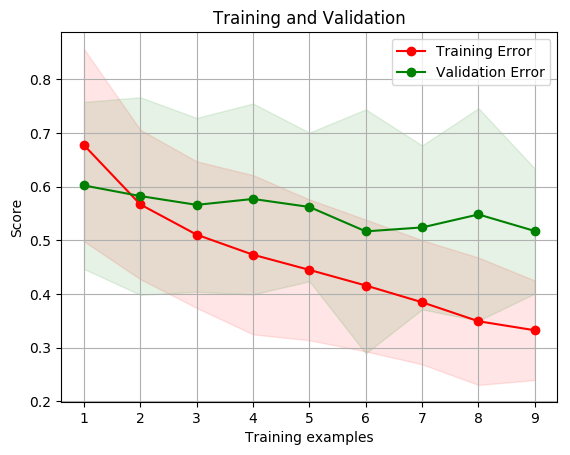 Training and Validation
Training Error
Validation Error
Score
0.8
0.7
0.6
0.5
0.4
0.3
0.2
1 2 3 4 5 6 7 8 9
Training examples